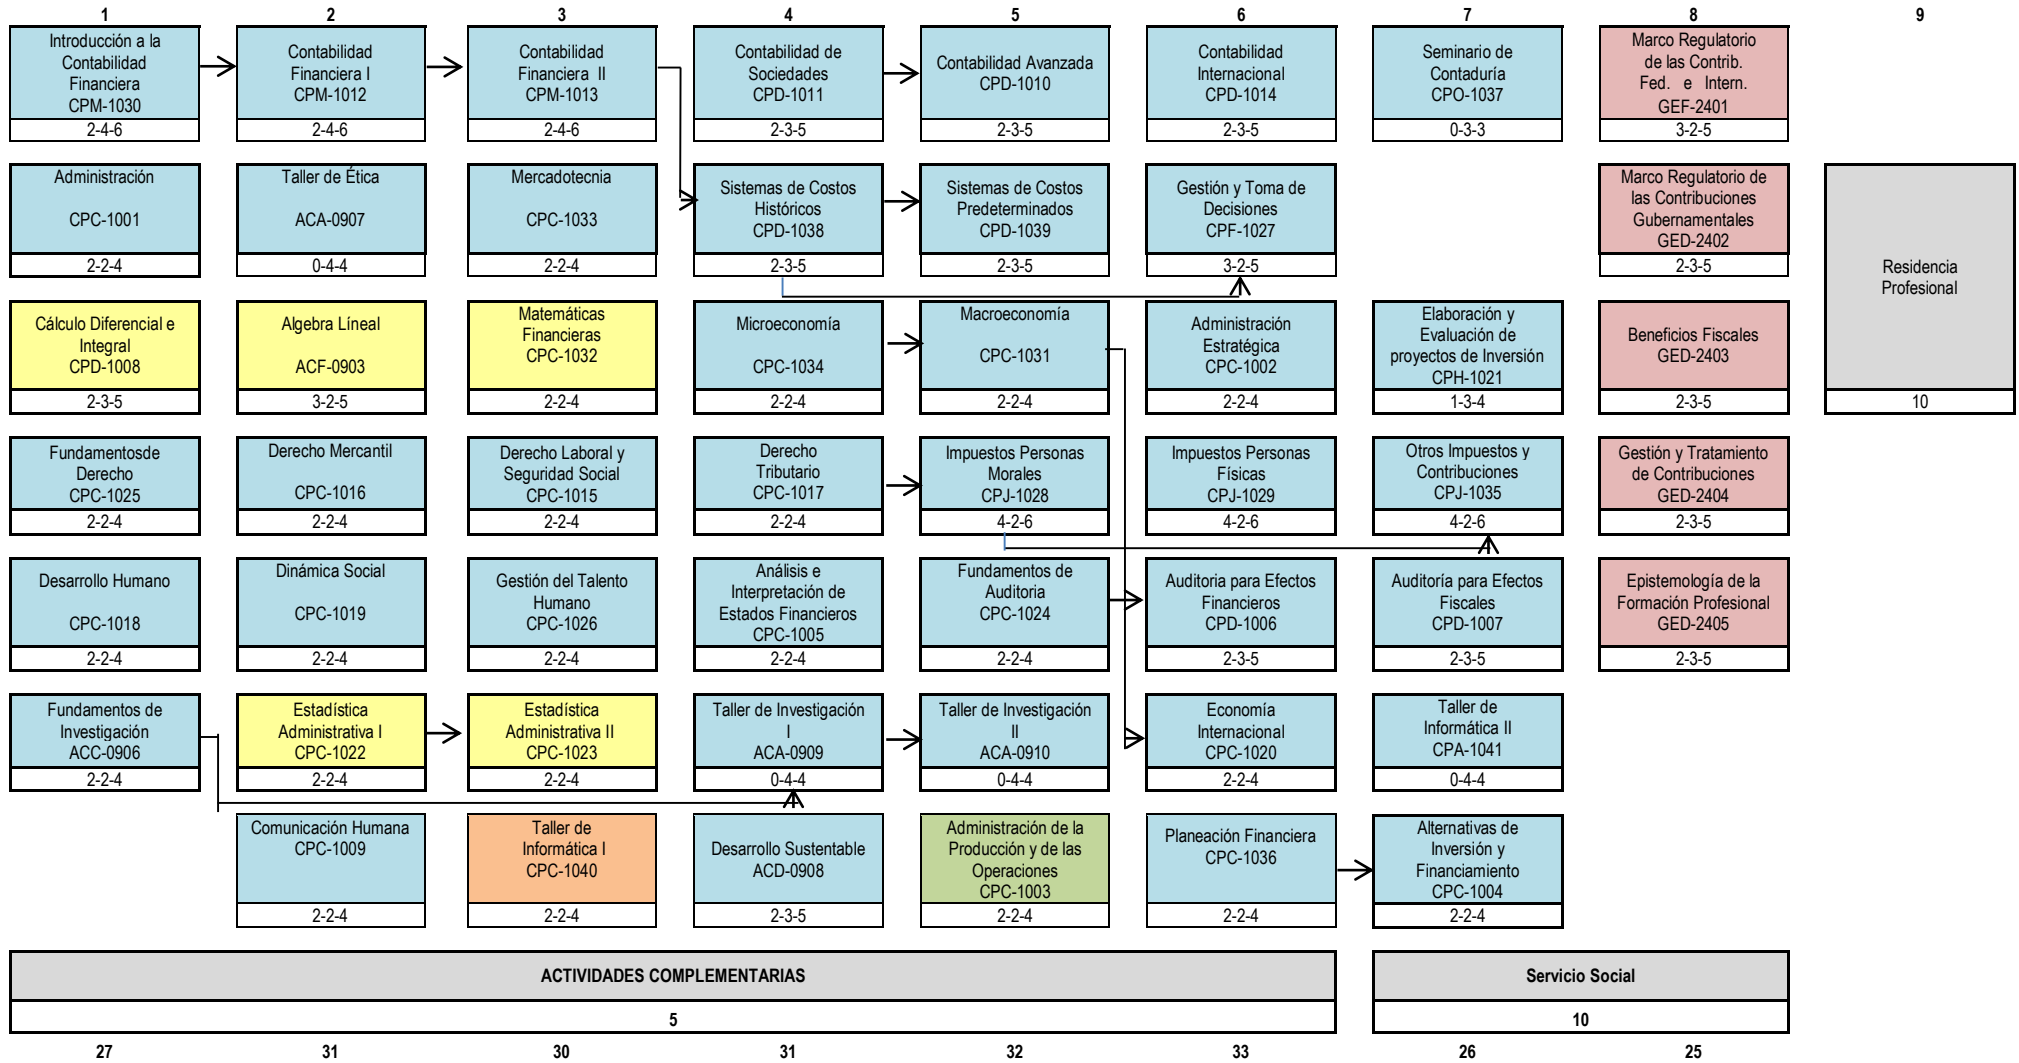 1 2 3 4 5 6 7 8 9
Introducción a la
Contabilidad
Financiera
CPM-1030
2-4-6
Contabilidad
Financiera I
CPM-1012
2-4-6
Contabilidad
Financiera II
CPM-1013
2-4-6
Contabilidad de
Sociedades
CPD-1011
2-3-5
Contabilidad Avanzada
CPD-1010
2-3-5
Contabilidad
Internacional
CPD-1014
2-3-5
Seminario de
Contaduría
CPO-1037
0-3-3
Marco Regulatorio
de las Contrib.
Fed. e Intern.
GEF-2401
3-2-5
Administración
CPC-1001
2-2-4
Taller de Ética
ACA-0907
0-4-4
Mercadotecnia
CPC-1033
2-2-4
Sistemas de Costos
Históricos
CPD-1038
2-3-5
Sistemas de Costos
Predeterminados
CPD-1039
2-3-5
Gestión y Toma de
Decisiones
CPF-1027
3-2-5
Marco Regulatorio de
las Contribuciones
Gubernamentales
GED-2402
2-3-5
Residencia
Profesional
10
Cálculo Diferencial e
Integral
CPD-1008
2-3-5
Algebra Líneal
ACF-0903
3-2-5
Matemáticas
Financieras
CPC-1032
2-2-4
Microeconomía
CPC-1034
2-2-4
Macroeconomía
CPC-1031
2-2-4
Administración
Estratégica
CPC-1002
2-2-4
Elaboración y
Evaluación de
proyectos de Inversión
CPH-1021
1-3-4
Beneficios Fiscales
GED-2403
2-3-5
Fundamentosde
Derecho
CPC-1025
2-2-4
Derecho Mercantil
CPC-1016
2-2-4
Derecho Laboral y
Seguridad Social
CPC-1015
2-2-4
Derecho
Tributario
CPC-1017
2-2-4
Impuestos Personas
Morales
CPJ-1028
4-2-6
Impuestos Personas
Físicas
CPJ-1029
4-2-6
Otros Impuestos y
Contribuciones
CPJ-1035
4-2-6
Gestión y Tratamiento
de Contribuciones
GED-2404
2-3-5
Desarrollo Humano
CPC-1018
2-2-4
Dinámica Social
CPC-1019
2-2-4
Gestión del Talento
Humano
CPC-1026
2-2-4
Análisis e
Interpretación de
Estados Financieros
CPC-1005
2-2-4
Fundamentos de
Auditoria
CPC-1024
2-2-4
Auditoria para Efectos
Financieros
CPD-1006
2-3-5
Auditoría para Efectos
Fiscales
CPD-1007
2-3-5
Epistemología de la
Formación Profesional
GED-2405
2-3-5
Fundamentos de
Investigación
ACC-0906
2-2-4
Estadística
Administrativa I
CPC-1022
2-2-4
Estadística
Administrativa II
CPC-1023
2-2-4
Taller de Investigación
I
ACA-0909
0-4-4
Taller de Investigación
II
ACA-0910
0-4-4
Economía
Internacional
CPC-1020
2-2-4
Taller de
Informática II
CPA-1041
0-4-4
Comunicación Humana
CPC-1009
2-2-4
Taller de
Informática I
CPC-1040
2-2-4
Desarrollo Sustentable
ACD-0908
2-3-5
Administración de la
Producción y de las
Operaciones
CPC-1003
2-2-4
Planeación Financiera
CPC-1036
2-2-4
Alternativas de
Inversión y
Financiamiento
CPC-1004
2-2-4
ACTIVIDADES COMPLEMENTARIAS
5
Servicio Social
10
27 31 30 31 32 33 26 25